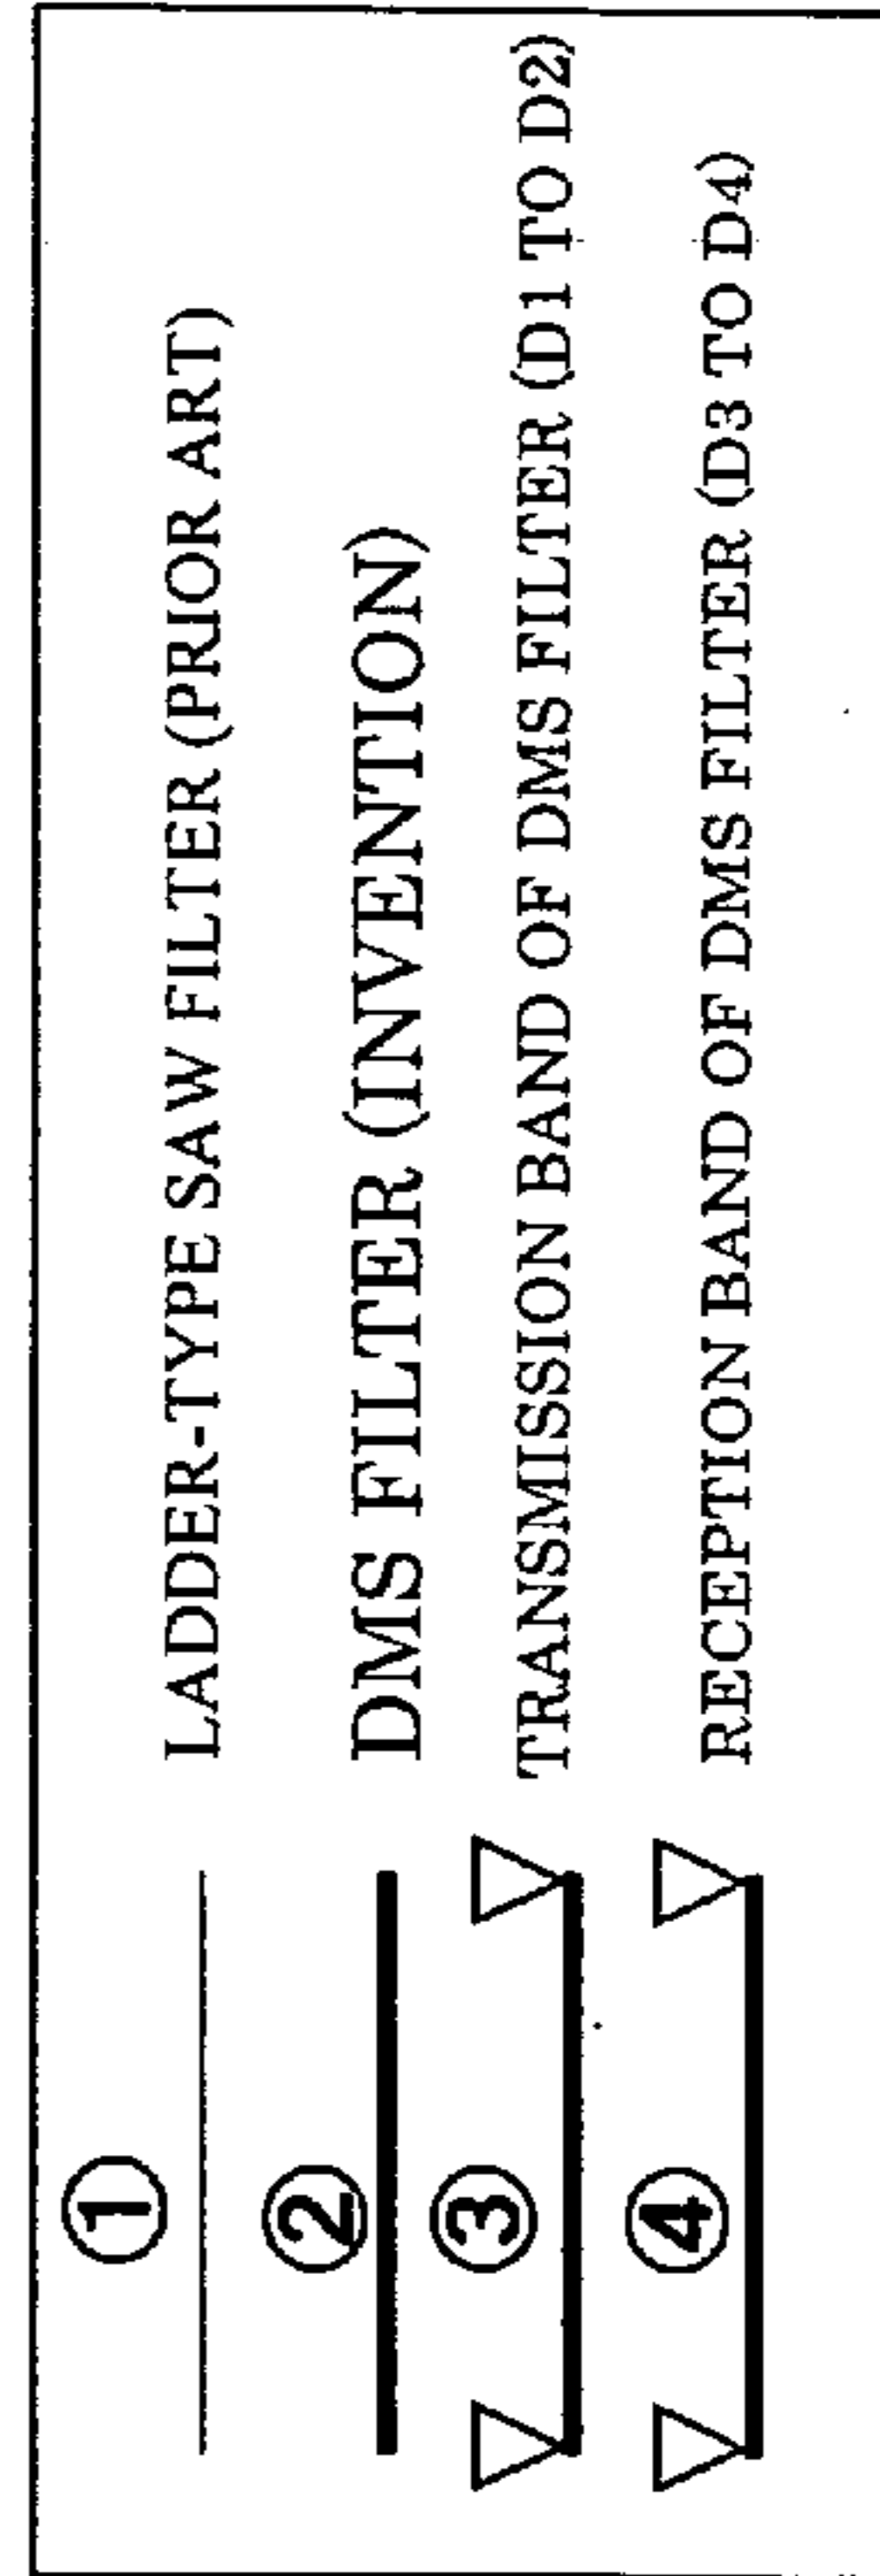 ① LADDER-TYPE SAW FILTER (PRIOR ART)
② DMS FILTER (INVENTION)
③ TRANSMISSION BAND OF DMS FILTER (D1 TO D2)
④ RECEPTION BAND OF DMS FILTER (D3 TO D4)